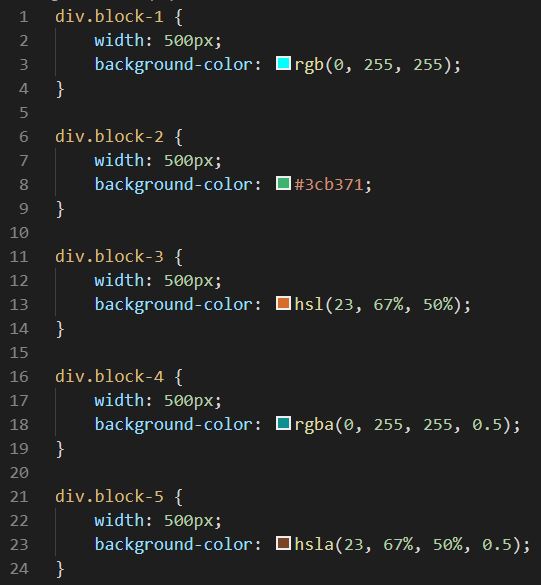 1 div.block-1 {
2     width: 500px;
3     background-color: rgb(0, 255, 255);
4 }
5
6 div.block-2 {
7     width: 500px;
8     background-color: #3cb371;
9 }
10
11 div.block-3 {
12     width: 500px;
13     background-color: hsl(23, 67%, 50%);
14 }
15
16 div.block-4 {
17     width: 500px;
18     background-color: rgba(0, 255, 255, 0.5);
19 }
20
21 div.block-5 {
22     width: 500px;
23     background-color: hsla(23, 67%, 50%, 0.5);
24 }